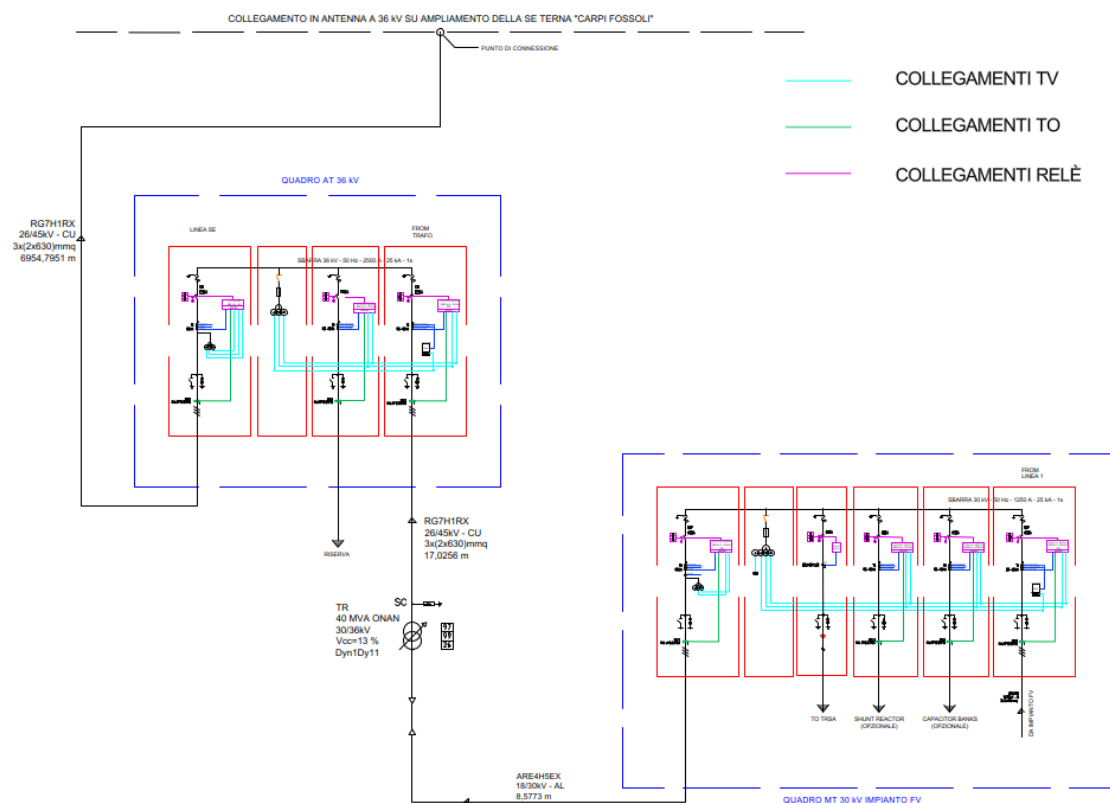 COLLEGAMENTO IN ANTENNA A 36 kV SU AMPLIAMENTO DELLA SE TERNA "CARPI FOSSOLI"
PUNTO DI CONNESSIONE
COLLEGAMENTI TV
COLLEGAMENTI TO
COLLEGAMENTI RELÈ
QUADRO AT 36 kV
RG7H1RX
26/45kV - CU
3x(2x630)mmq
6954,7951 m
LINEA SE
FROM
TRAFO
SBARRA 36 kV - 50 Hz - 2500 A - 25 kA - 1s
RISERVA
RG7H1RX
26/45kV - CU
3x(2x630)mmq
17,0256 m
SC
TR
40 MVA ONAN
30/36kV
Vcc=13 %
Dyn1Dy11
97
26
FROM
LINEA 1
SBARRA 30 kV - 50 Hz - 1250 A - 25 kA - 1s
TO TRSA
SHUNT REACTOR
(OPZIONALE)
CAPACITOR BANKS
(OPZIONALE)
DA IMPIANTO FV
ARE4H5EX
18/30kV - AL
8,5773 m
QUADRO MT 30 kV IMPIANTO FV